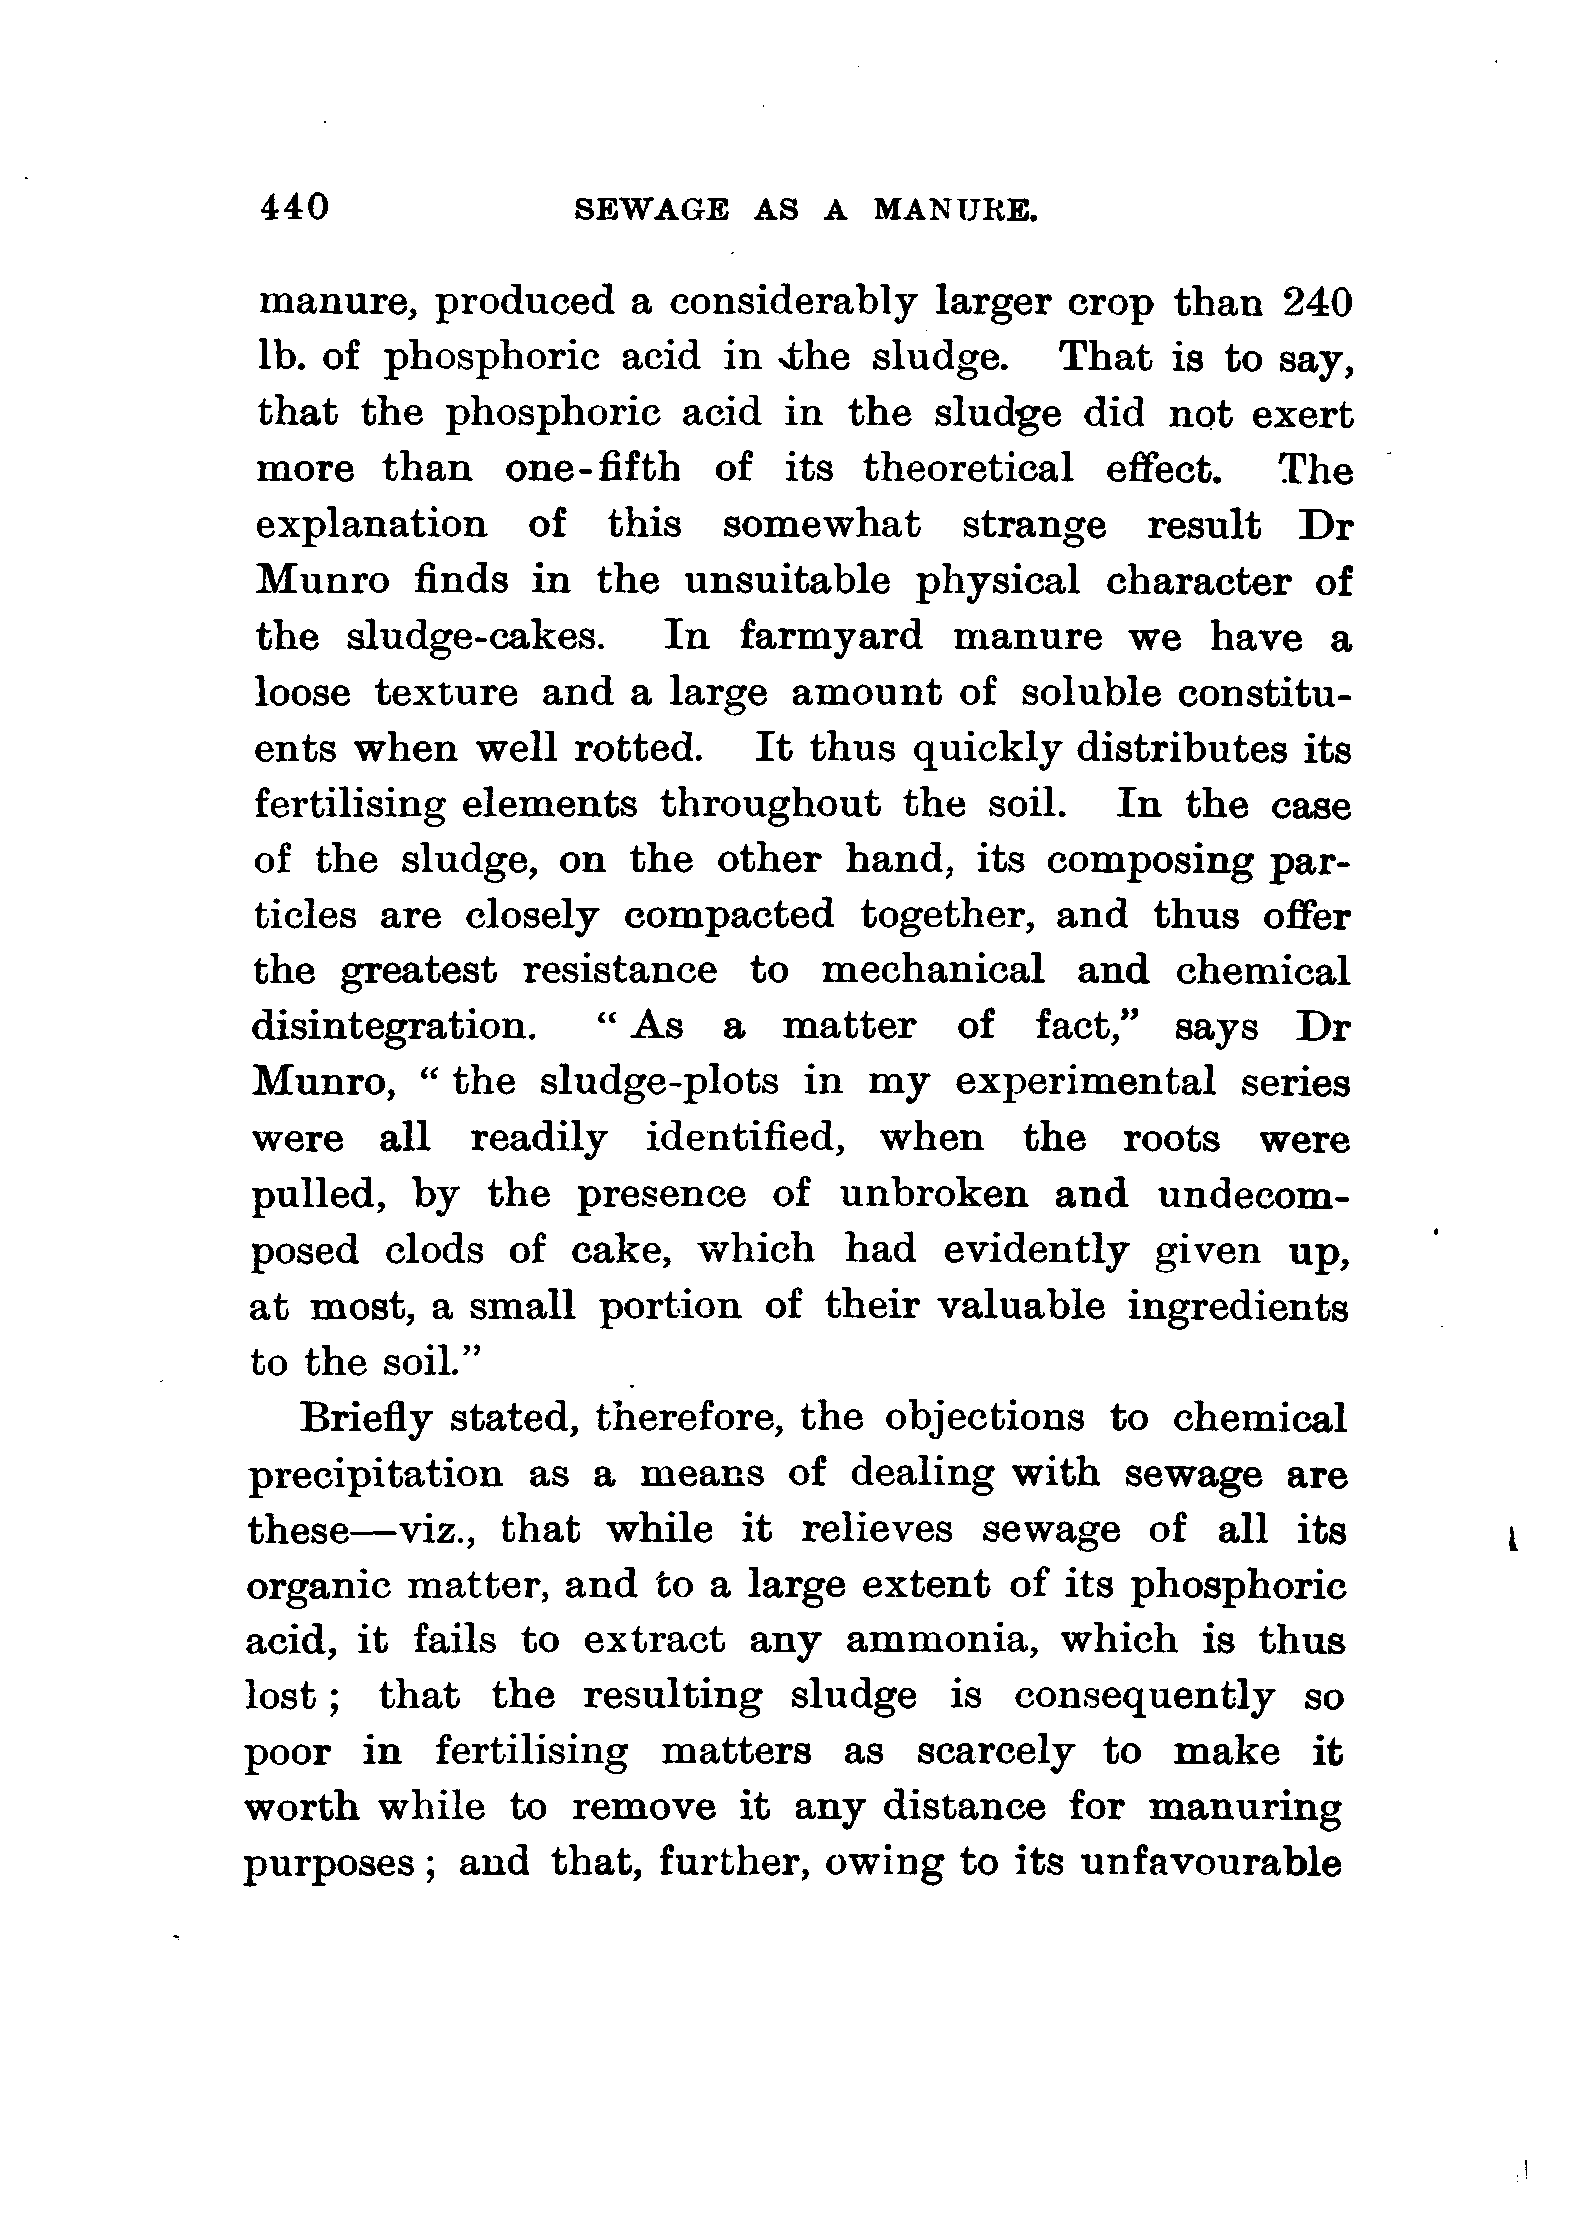 440 SEWAGE AS A MANURE.
manure, produced a considerably larger crop than 240
lb. of phosphoric acid in the sludge. That is to say,
that the phosphoric acid in the sludge did not exert
more than one-fifth of its theoretical effect. The
explanation of this somewhat strange result Dr
Munro finds in the unsuitable physical character of
the sludge-cakes. In farmyard manure we have a
loose texture and a large amount of soluble constitu-
ents when well rotted. It thus quickly distributes its
fertilising elements throughout the soil. In the case
of the sludge, on the other hand, its composing par-
ticles are closely compacted together, and thus offer
the greatest resistance to mechanical and chemical
disintegration. “ As a matter of fact,” says Dr
Munro, “ the sludge-plots in my experimental series
were all readily identified, when the roots were
pulled, by the presence of unbroken and undecom-
posed clods of cake, which had evidently given up,
at most, a small portion of their valuable ingredients
to the soil.”
Briefly stated, therefore, the objections to chemical
precipitation as a means of dealing with sewage are
these—viz., that while it relieves sewage of all its
organic matter, and to a large extent of its phosphoric
acid, it fails to extract any ammonia, which is thus
lost ; that the resulting sludge is consequently so
poor in fertilising matters as scarcely to make it
worth while to remove it any distance for manuring
purposes ; and that, further, owing to its unfavourable